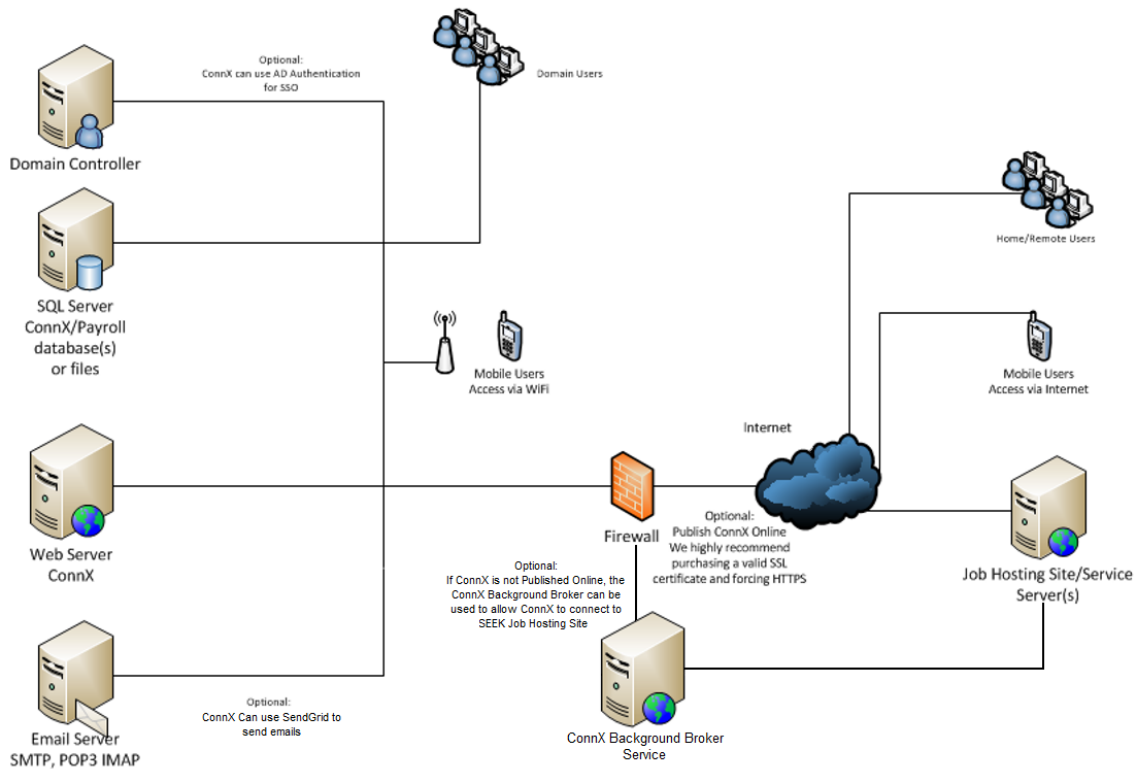 Optional:
ConnX can use AD Authentication
for SSO
Domain Users
Domain Controller
Home/Remote Users
SQL Server
ConnX/Payroll
database(s)
or files
Mobile Users
Access via WiFi
Mobile Users
Access via Internet
Internet
Web Server
ConnX
Firewall
Optional:
Publish ConnX Online
We highly recommend
purchasing a valid SSL
certificate and forcing HTTPS
Job Hosting Site/Service
Server(s)
Optional:
If ConnX is not Published Online, the
ConnX Background Broker can be
used to allow ConnX to connect to
SEEK Job Hosting Site
Optional:
ConnX Can use SendGrid to
send emails
Email Server
SMTP, POP3 IMAP
ConnX Background Broker
Service